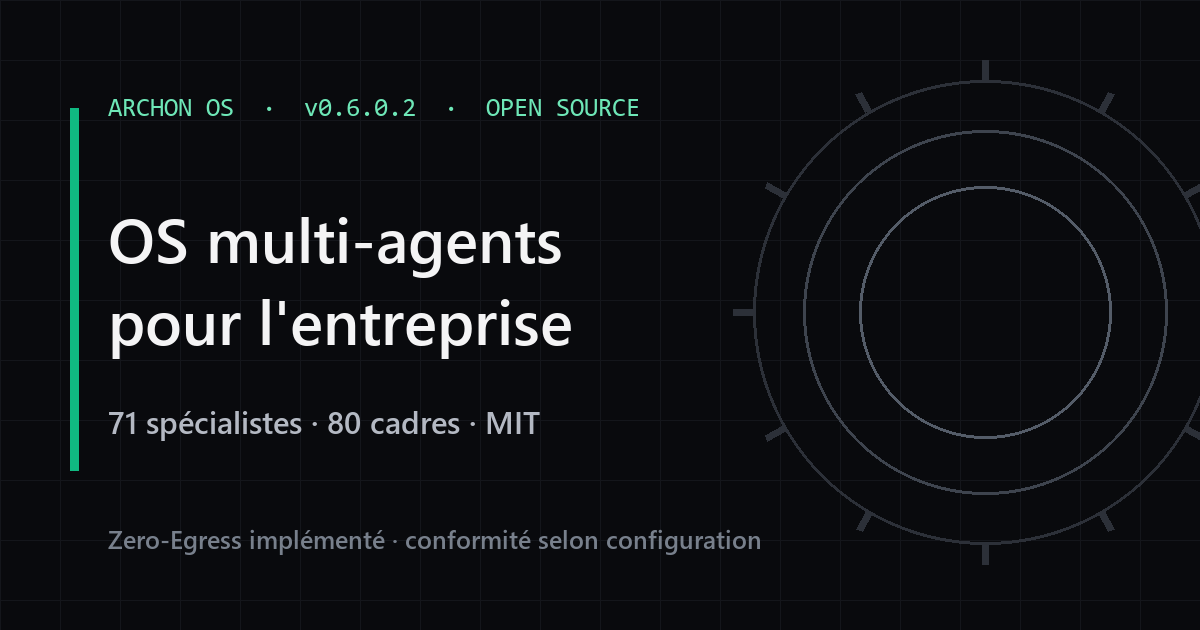 ARCHON OS · v0.6.0.2 · OPEN SOURCE
OS multi-agents
pour l'entreprise
71 spécialistes · 80 cadres · MIT
Zero-Egress implémenté · conformité selon configuration